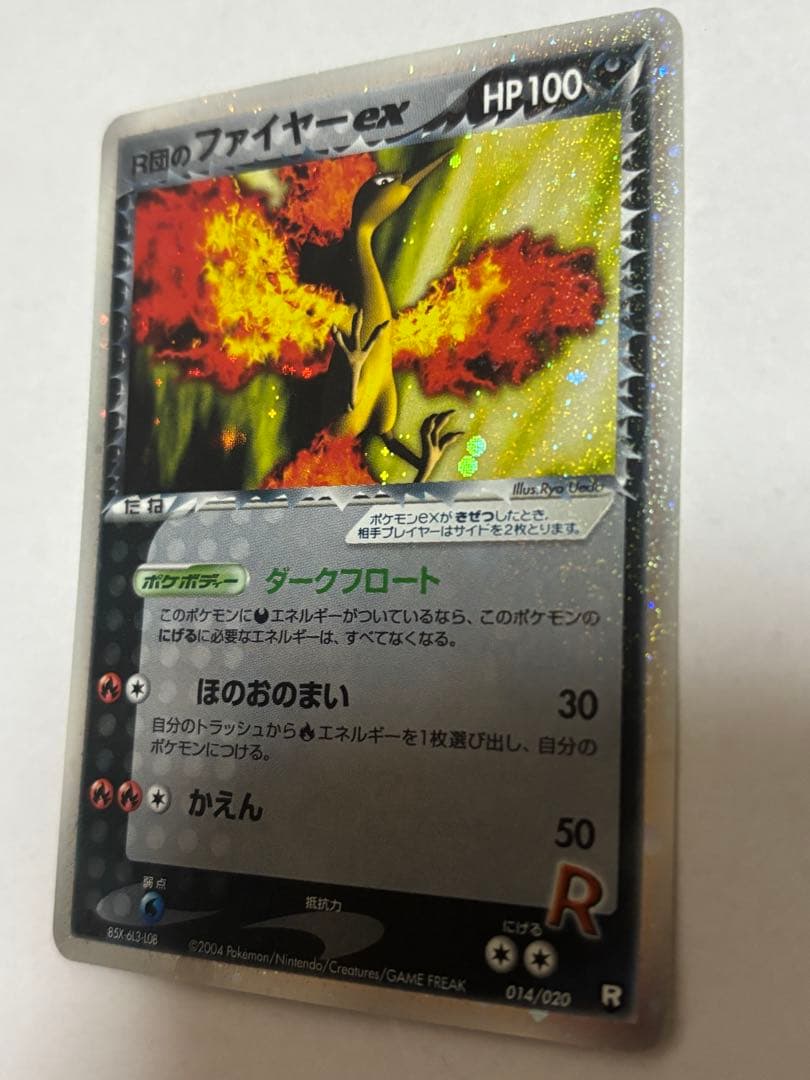 R団のファイヤーex HP100
Illus.Ryo Ueda
たね
ポケモンexがきぜつしたとき、
相手プレイヤーはサイドを2枚とります。
ポケボディー ダークフロート
このポケモンにエネルギーがついているなら、このポケモンの
にげるに必要なエネルギーは、すべてなくなる。
ほのおのまい 30
自分のトラッシュからエネルギーを1枚選び出し、自分の
ポケモンにつける。
かえん 50
R
弱点 抵抗力 にげる
85X-6L3-L0B
©2004 Pokémon/Nintendo/Creatures/GAME FREAK
014/020 R